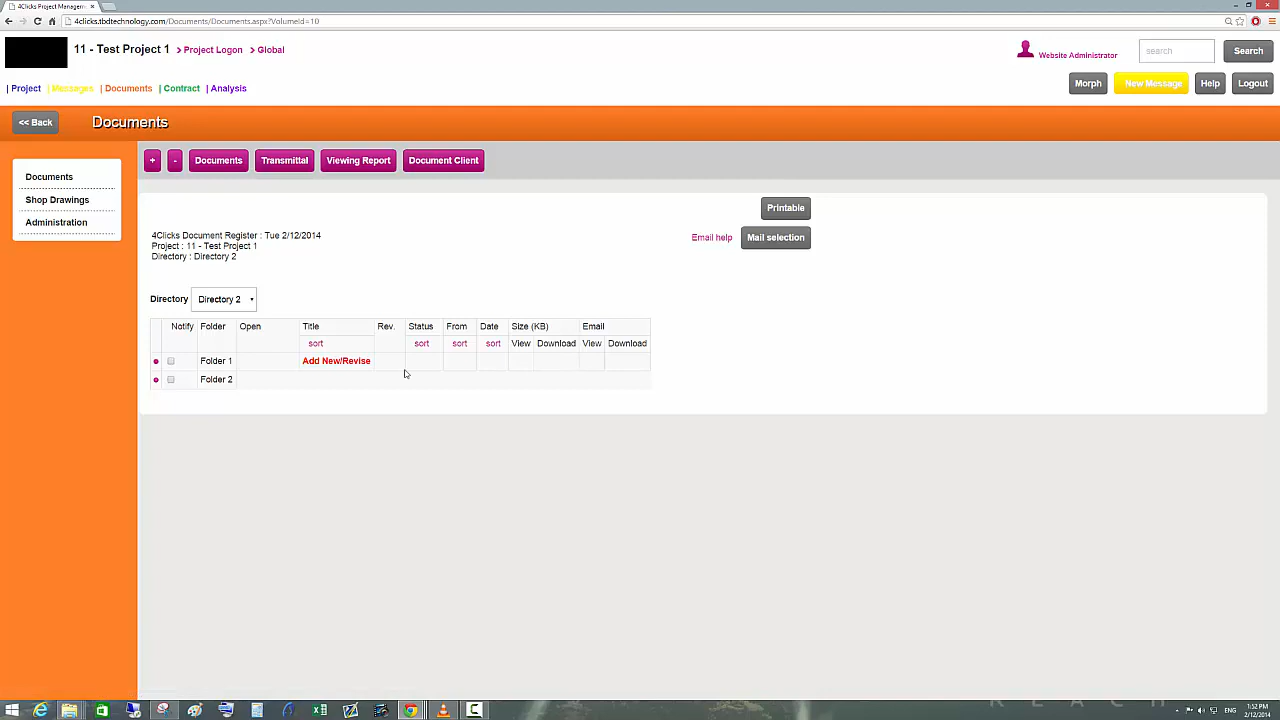 4Clicks Project Managem
4clicks.tbdtechnology.com/Documents/Documents.aspx?VolumeId=10
11 - Test Project 1 Project Logon Global
Website Administrator search Search
| Project | Messages | Documents | Contract | Analysis
Morph New Message Help Logout
<< Back Documents
+ - Documents Transmittal Viewing Report Document Client
Documents
Shop Drawings
Administration
Printable
4Clicks Document Register : Tue 2/12/2014
Project : 11 - Test Project 1
Directory : Directory 2
Email help Mail selection
Directory Directory 2
Notify Folder Open Title Rev. Status From Date Size (KB) Email
sort sort sort sort View Download View Download
Folder 1 Add New/Revise
Folder 2
R E A C H
ENG 1:52 PM
2/12/2014